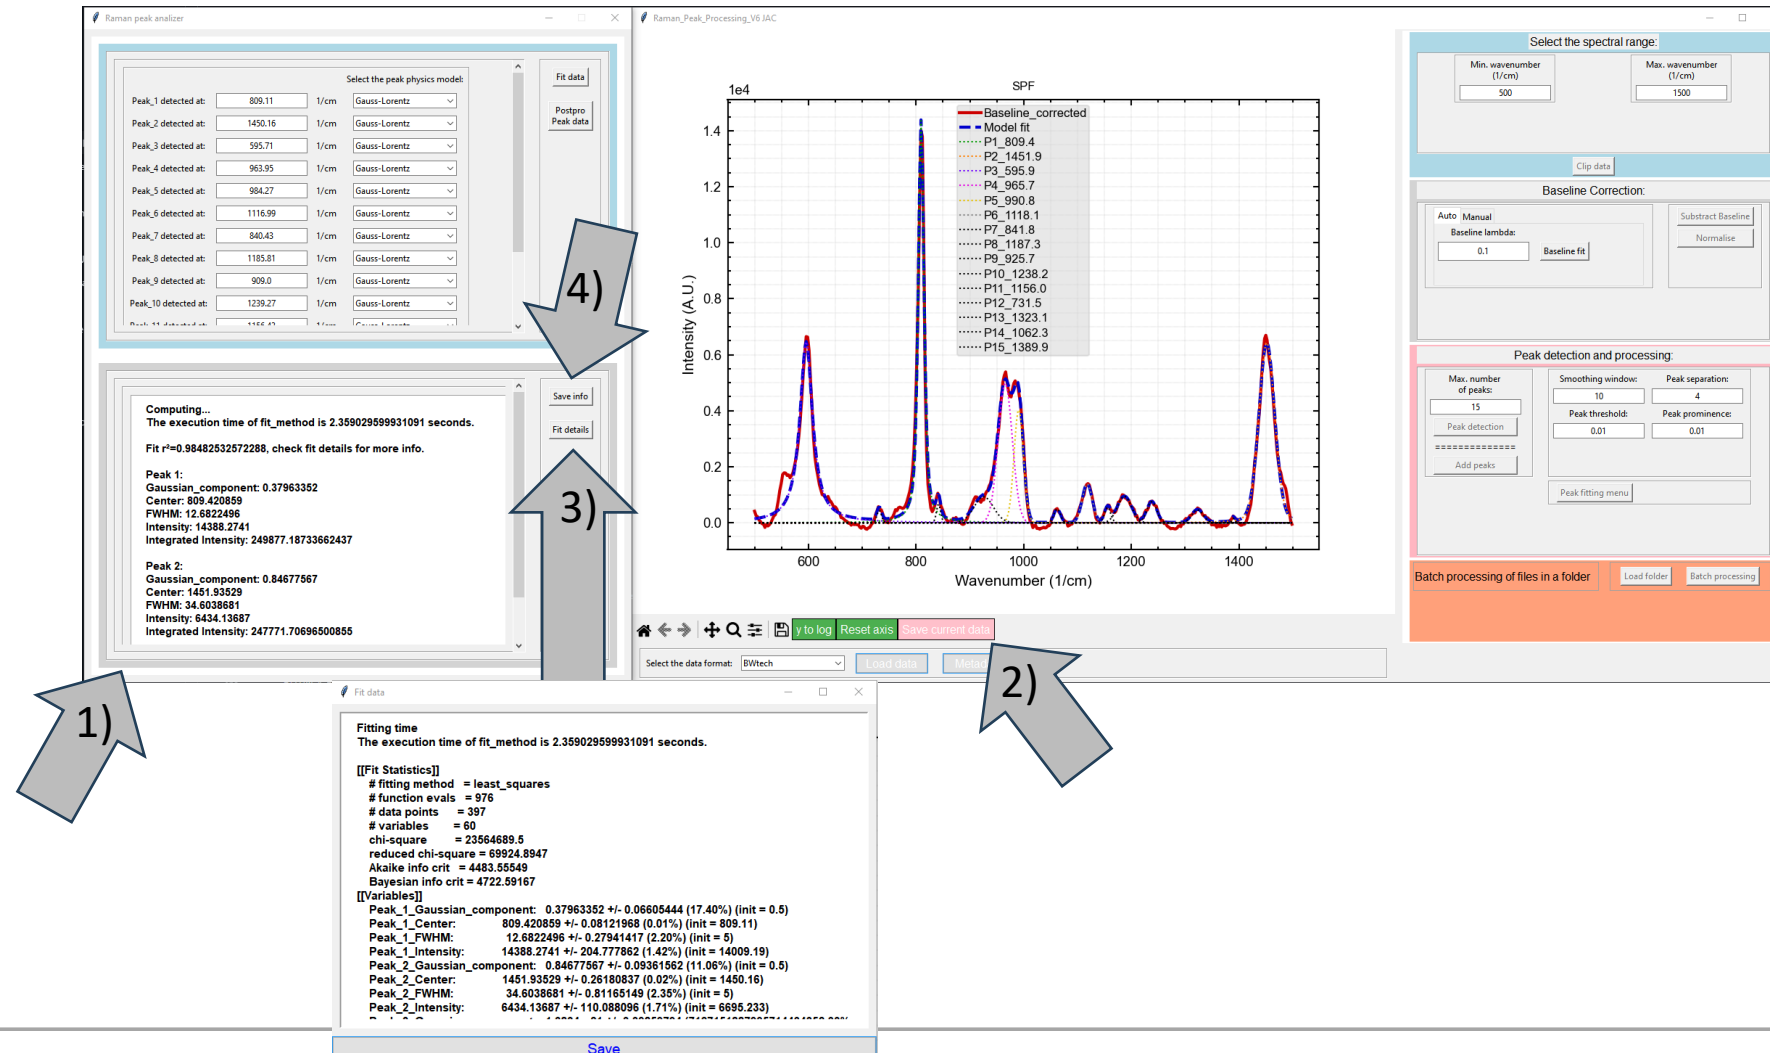 Raman peak analizer
Select the peak physics model:
Peak_1 detected at: 809.11 1/cm Gauss-Lorentz
Peak_2 detected at: 1450.16 1/cm Gauss-Lorentz
Peak_3 detected at: 595.71 1/cm Gauss-Lorentz
Peak_4 detected at: 963.95 1/cm Gauss-Lorentz
Peak_5 detected at: 984.27 1/cm Gauss-Lorentz
Peak_6 detected at: 1116.99 1/cm Gauss-Lorentz
Peak_7 detected at: 840.43 1/cm Gauss-Lorentz
Peak_8 detected at: 1185.81 1/cm Gauss-Lorentz
Peak_9 detected at: 909.0 1/cm Gauss-Lorentz
Peak_10 detected at: 1239.27 1/cm Gauss-Lorentz
Fit data
Postpro
Peak data
4)
Computing...
The execution time of fit_method is 2.359029599931091 seconds.
Fit r²=0.98482532572288, check fit details for more info.
Peak 1:
Gaussian_component: 0.37963352
Center: 809.420859
FWHM: 12.6822496
Intensity: 14388.2741
Integrated Intensity: 249877.18733662437
Peak 2:
Gaussian_component: 0.84677567
Center: 1451.93529
FWHM: 34.6038681
Intensity: 6434.13687
Integrated Intensity: 247771.70696500855
Save info
Fit details
3)
1)
Raman_Peak_Processing_V6 JAC
SPF
1e4
1.4
1.2
1.0
0.8
0.6
0.4
0.2
0.0
Intensity (A.U.)
600 800 1000 1200 1400
Wavenumber (1/cm)
Baseline_corrected
Model fit
P1_809.4
P2_1451.9
P3_595.9
P4_965.7
P5_990.8
P6_1118.1
P7_841.8
P8_1187.3
P9_925.7
P10_1238.2
P11_1156.0
P12_731.5
P13_1323.1
P14_1062.3
P15_1389.9
y to log Reset axis Save current data
Select the data format: BWtech Load data Metad
2)
Select the spectral range:
Min. wavenumber
(1/cm)
500
Max. wavenumber
(1/cm)
1500
Clip data
Baseline Correction:
Auto Manual
Baseline lambda:
0.1 Baseline fit
Substract Baseline
Normalise
Peak detection and processing:
Max. number
of peaks:
15
Peak detection
==============
Add peaks
Smoothing window: Peak separation:
10 4
Peak threshold: Peak prominence:
0.01 0.01
Peak fitting menu
Batch processing of files in a folder Load folder Batch processing
Fit data
Fitting time
The execution time of fit_method is 2.359029599931091 seconds.
[[Fit Statistics]]
# fitting method = least_squares
# function evals = 976
# data points = 397
# variables = 60
chi-square = 23564689.5
reduced chi-square = 69924.8947
Akaike info crit = 4483.55549
Bayesian info crit = 4722.59167
[[Variables]]
Peak_1_Gaussian_component: 0.37963352 +/- 0.06605444 (17.40%) (init = 0.5)
Peak_1_Center: 809.420859 +/- 0.08121968 (0.01%) (init = 809.11)
Peak_1_FWHM: 12.6822496 +/- 0.27941417 (2.20%) (init = 5)
Peak_1_Intensity: 14388.2741 +/- 204.777862 (1.42%) (init = 14009.19)
Peak_2_Gaussian_component: 0.84677567 +/- 0.09361562 (11.06%) (init = 0.5)
Peak_2_Center: 1451.93529 +/- 0.26180837 (0.02%) (init = 1450.16)
Peak_2_FWHM: 34.6038681 +/- 0.81165149 (2.35%) (init = 5)
Peak_2_Intensity: 6434.13687 +/- 110.088096 (1.71%) (init = 6695.233)
Save